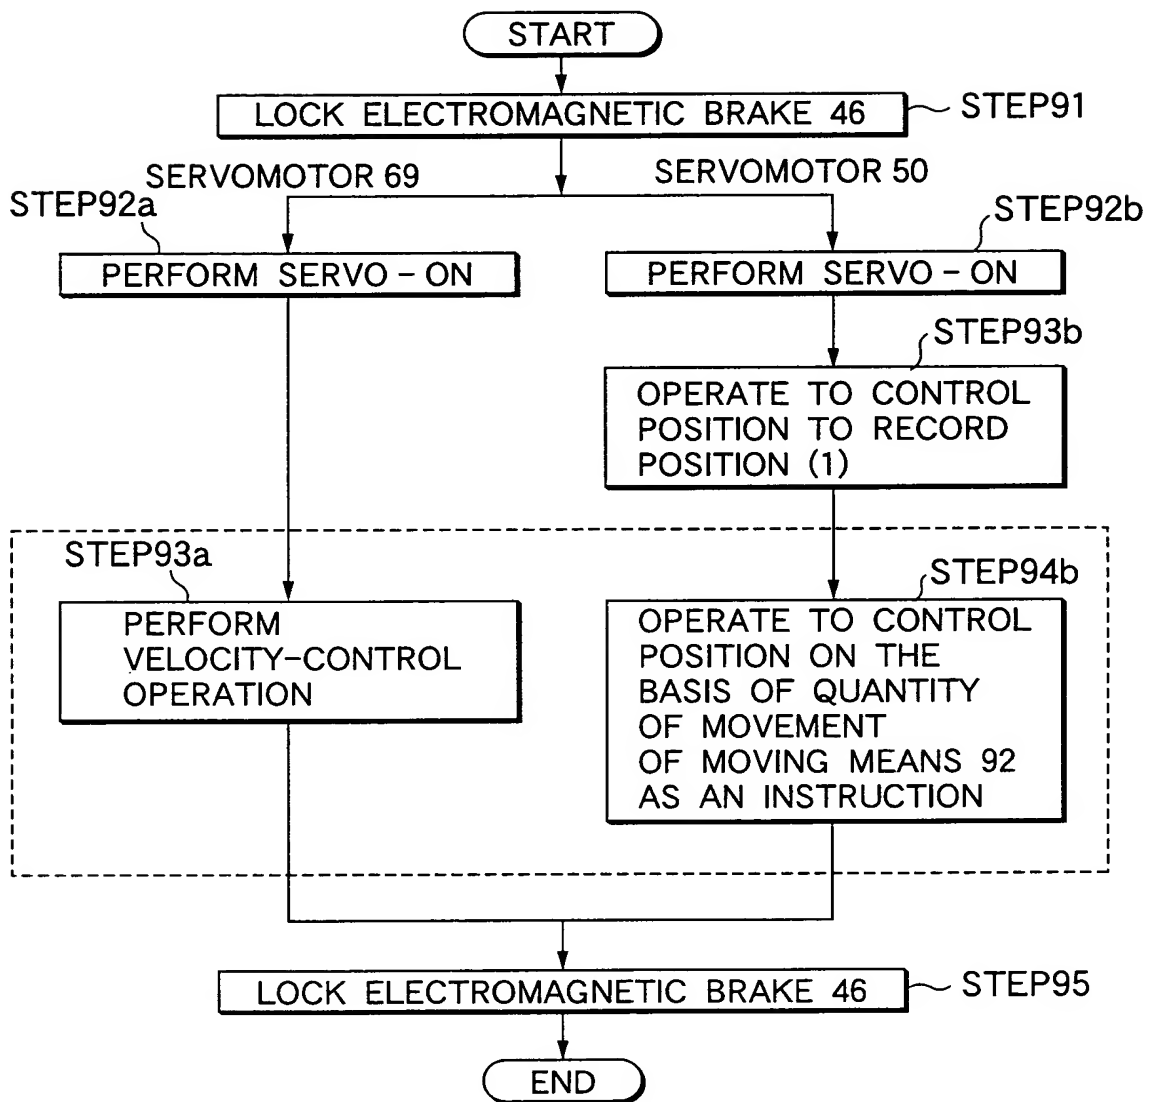 START
LOCK ELECTROMAGNETIC BRAKE 46
STEP91
SERVOMOTOR 69
SERVOMOTOR 50
STEP92a
STEP92b
PERFORM SERVO - ON
PERFORM SERVO - ON
STEP93b
OPERATE TO CONTROL
POSITION TO RECORD
POSITION (1)
STEP93a
STEP94b
PERFORM
VELOCITY-CONTROL
OPERATION
OPERATE TO CONTROL
POSITION ON THE
BASIS OF QUANTITY
OF MOVEMENT
OF MOVING MEANS 92
AS AN INSTRUCTION
LOCK ELECTROMAGNETIC BRAKE 46
STEP95
END